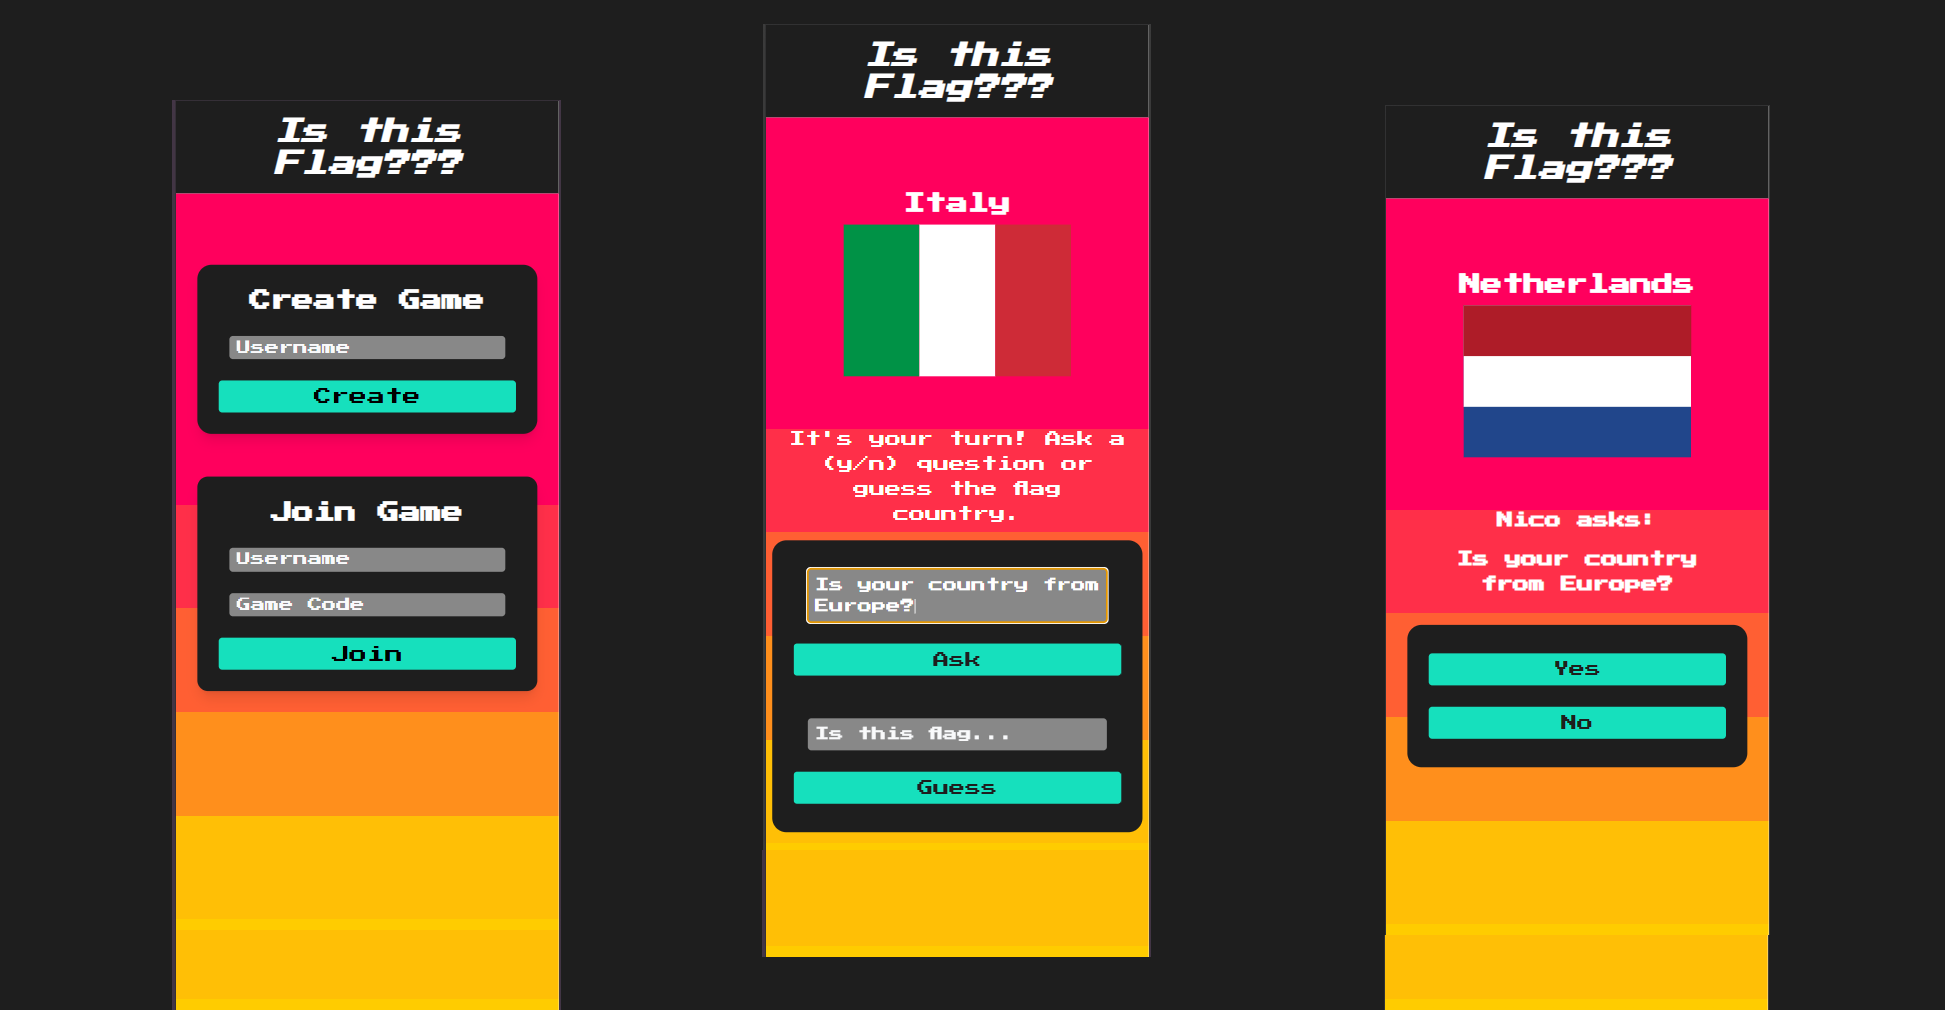 Is this
Flag???
Create Game
Username
Create
Join Game
Username
Game Code
Join
Is this
Flag???
Italy
It's your turn! Ask a
(y/n) question or
guess the flag
country.
Is your country from
Europe?
Ask
Is this flag...
Guess
Is this
Flag???
Netherlands
Nico asks:
Is your country
from Europe?
Yes
No